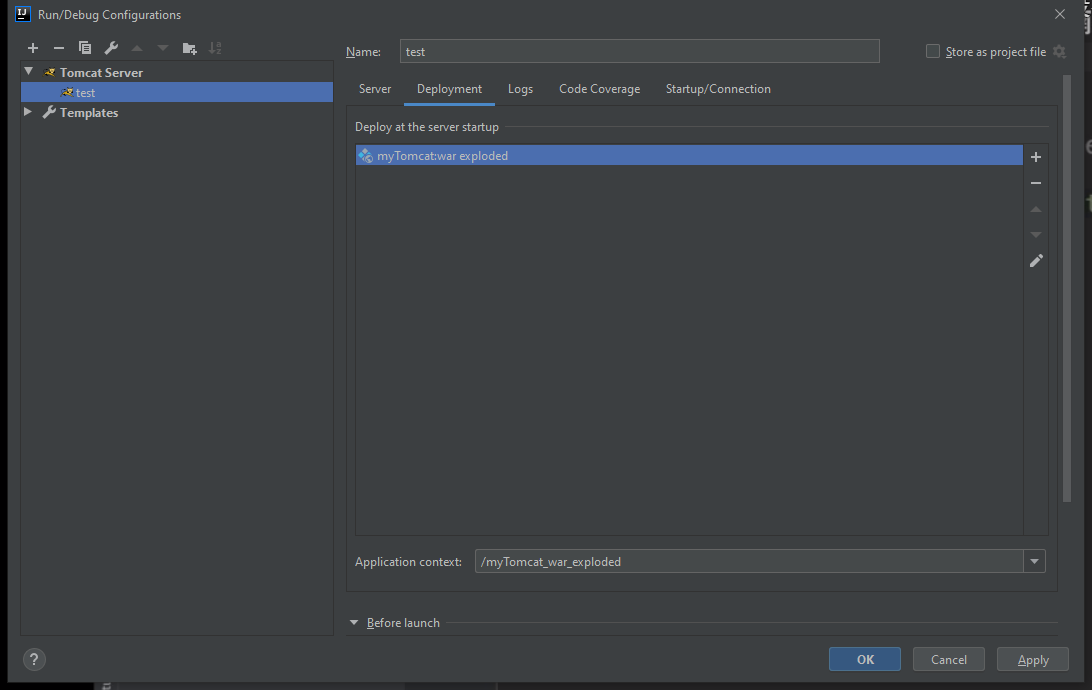 Run/Debug Configurations
Name: test
Store as project file
Tomcat Server
test
Templates
Server Deployment Logs Code Coverage Startup/Connection
Deploy at the server startup
myTomcat:war exploded
Application context: /myTomcat_war_exploded
Before launch
? OK Cancel Apply